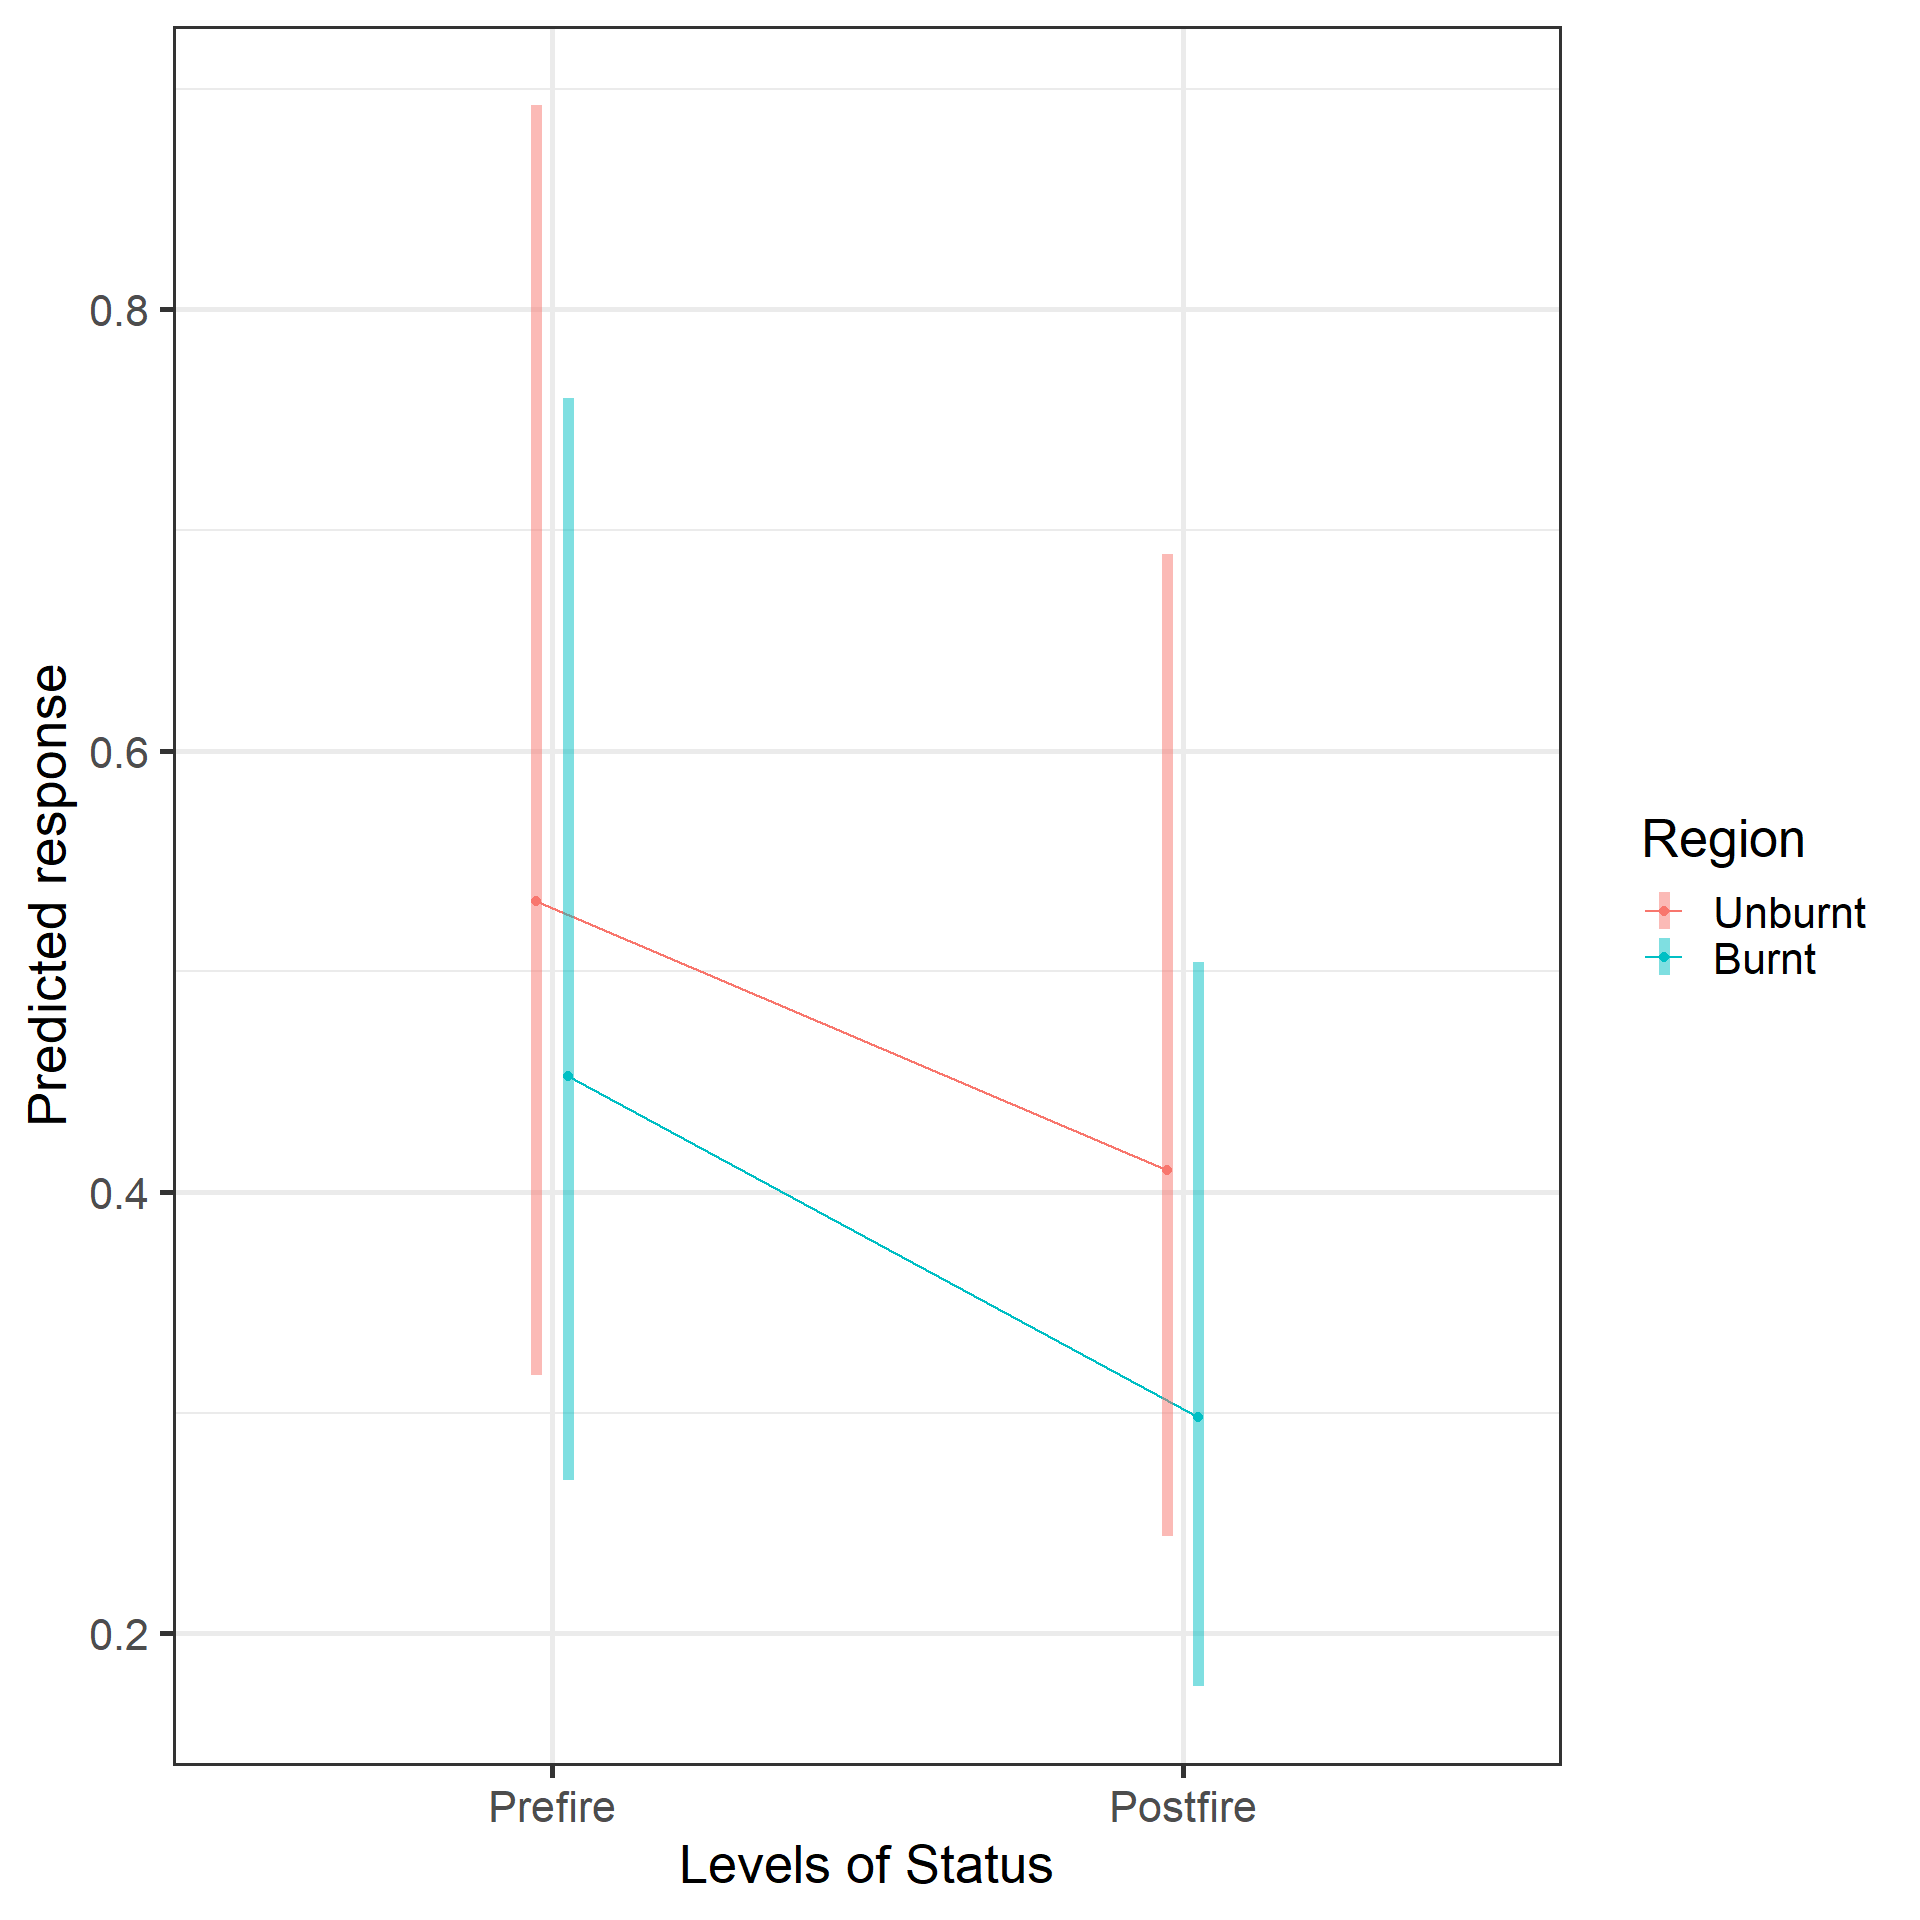 Predicted response
0.8
0.6
0.4
0.2
Prefire
Postfire
Levels of Status
Region
Unburnt
Burnt